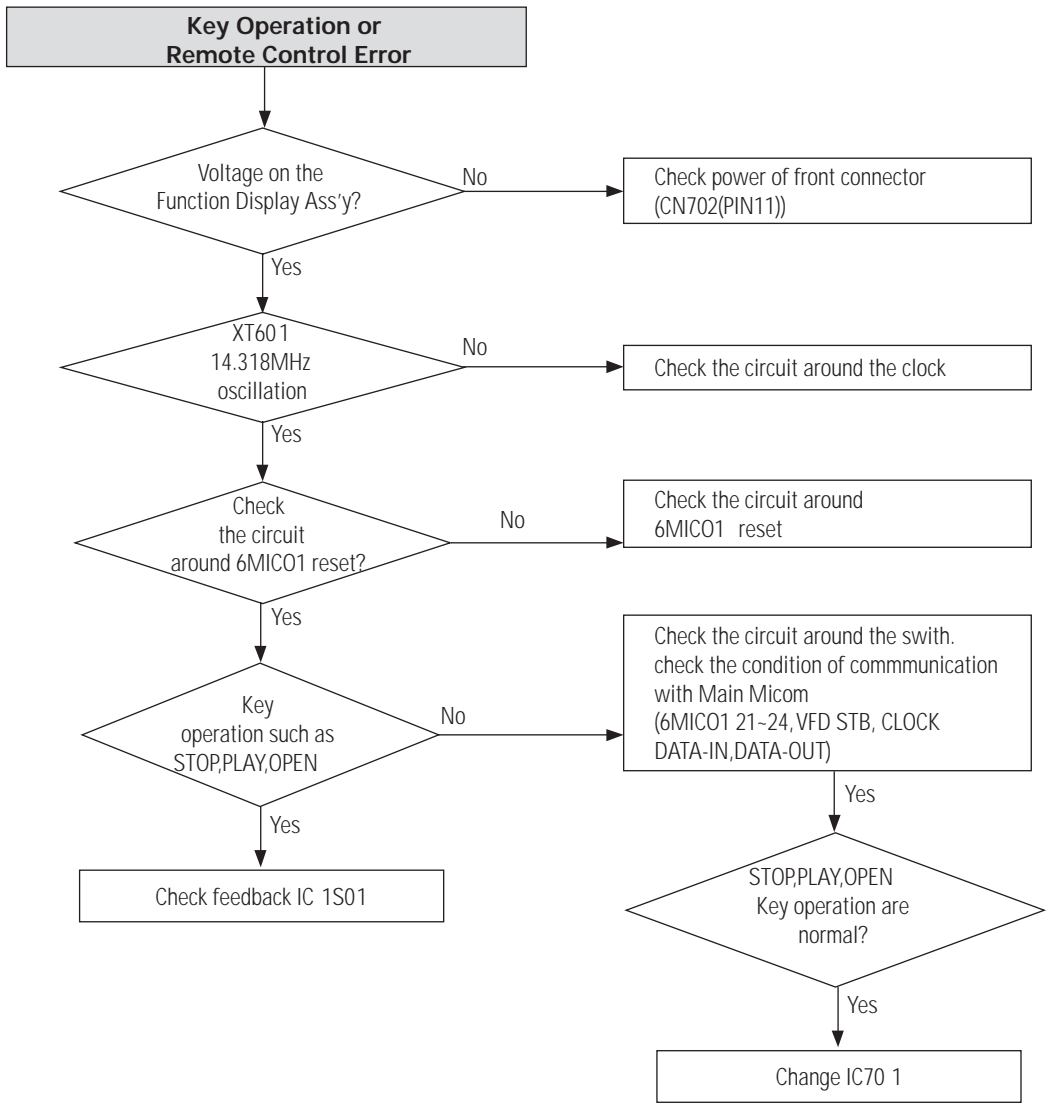 Key Operation or
Remote Control Error
Voltage on the
Function Display Ass'y?
No
Check power of front connector
(CN702(PIN11))
Yes
XT601
14.318MHz
oscillation
No
Check the circuit around the clock
Yes
Check
the circuit
around 6MICO1 reset?
No
Check the circuit around
6MICO1 reset
Yes
Key
operation such as
STOP,PLAY,OPEN
No
Check the circuit around the swith.
check the condition of commmunication
with Main Micom
(6MICO1 21~24,VFD STB, CLOCK
DATA-IN,DATA-OUT)
Yes
Check feedback IC 1S01
Yes
STOP,PLAY,OPEN
Key operation are
normal?
Yes
Change IC70 1